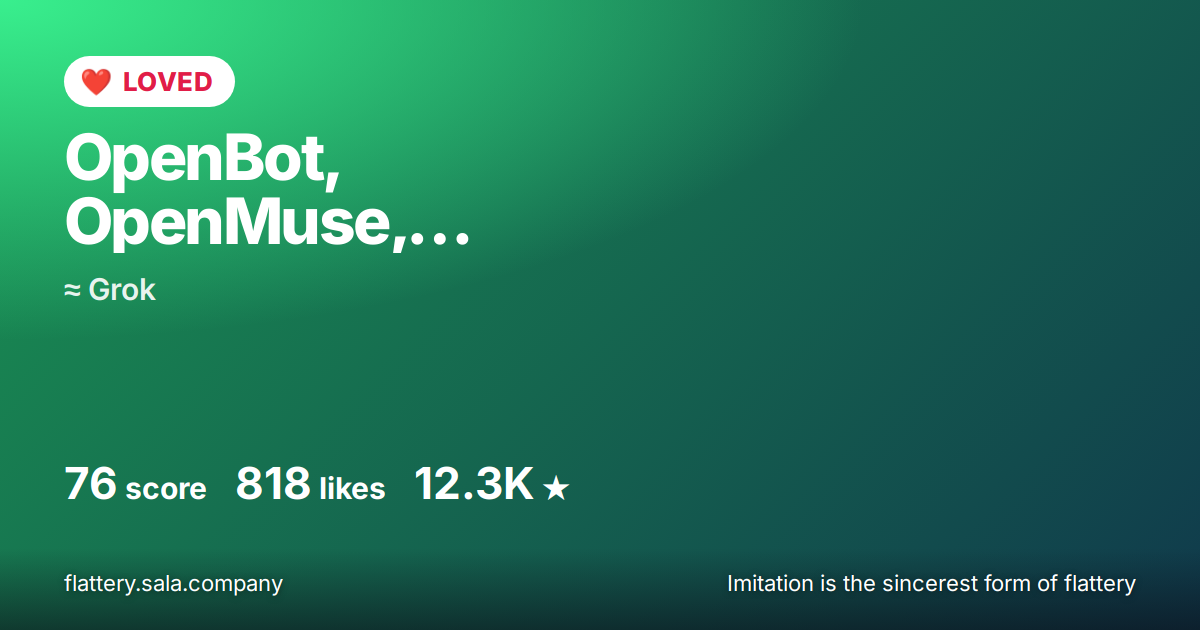 ❤️ LOVED
OpenBot,
OpenMuse,…
≈ Grok
76 score 818 likes 12.3K ★
flattery.sala.company
Imitation is the sincerest form of flattery